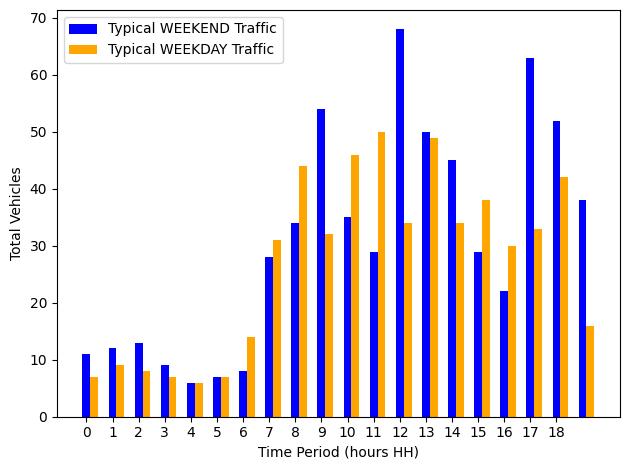 Typical WEEKEND Traffic
Typical WEEKDAY Traffic
70
60
50
40
30
20
10
0
Total Vehicles
0 1 2 3 4 5 6 7 8 9 10 11 12 13 14 15 16 17 18
Time Period (hours HH)